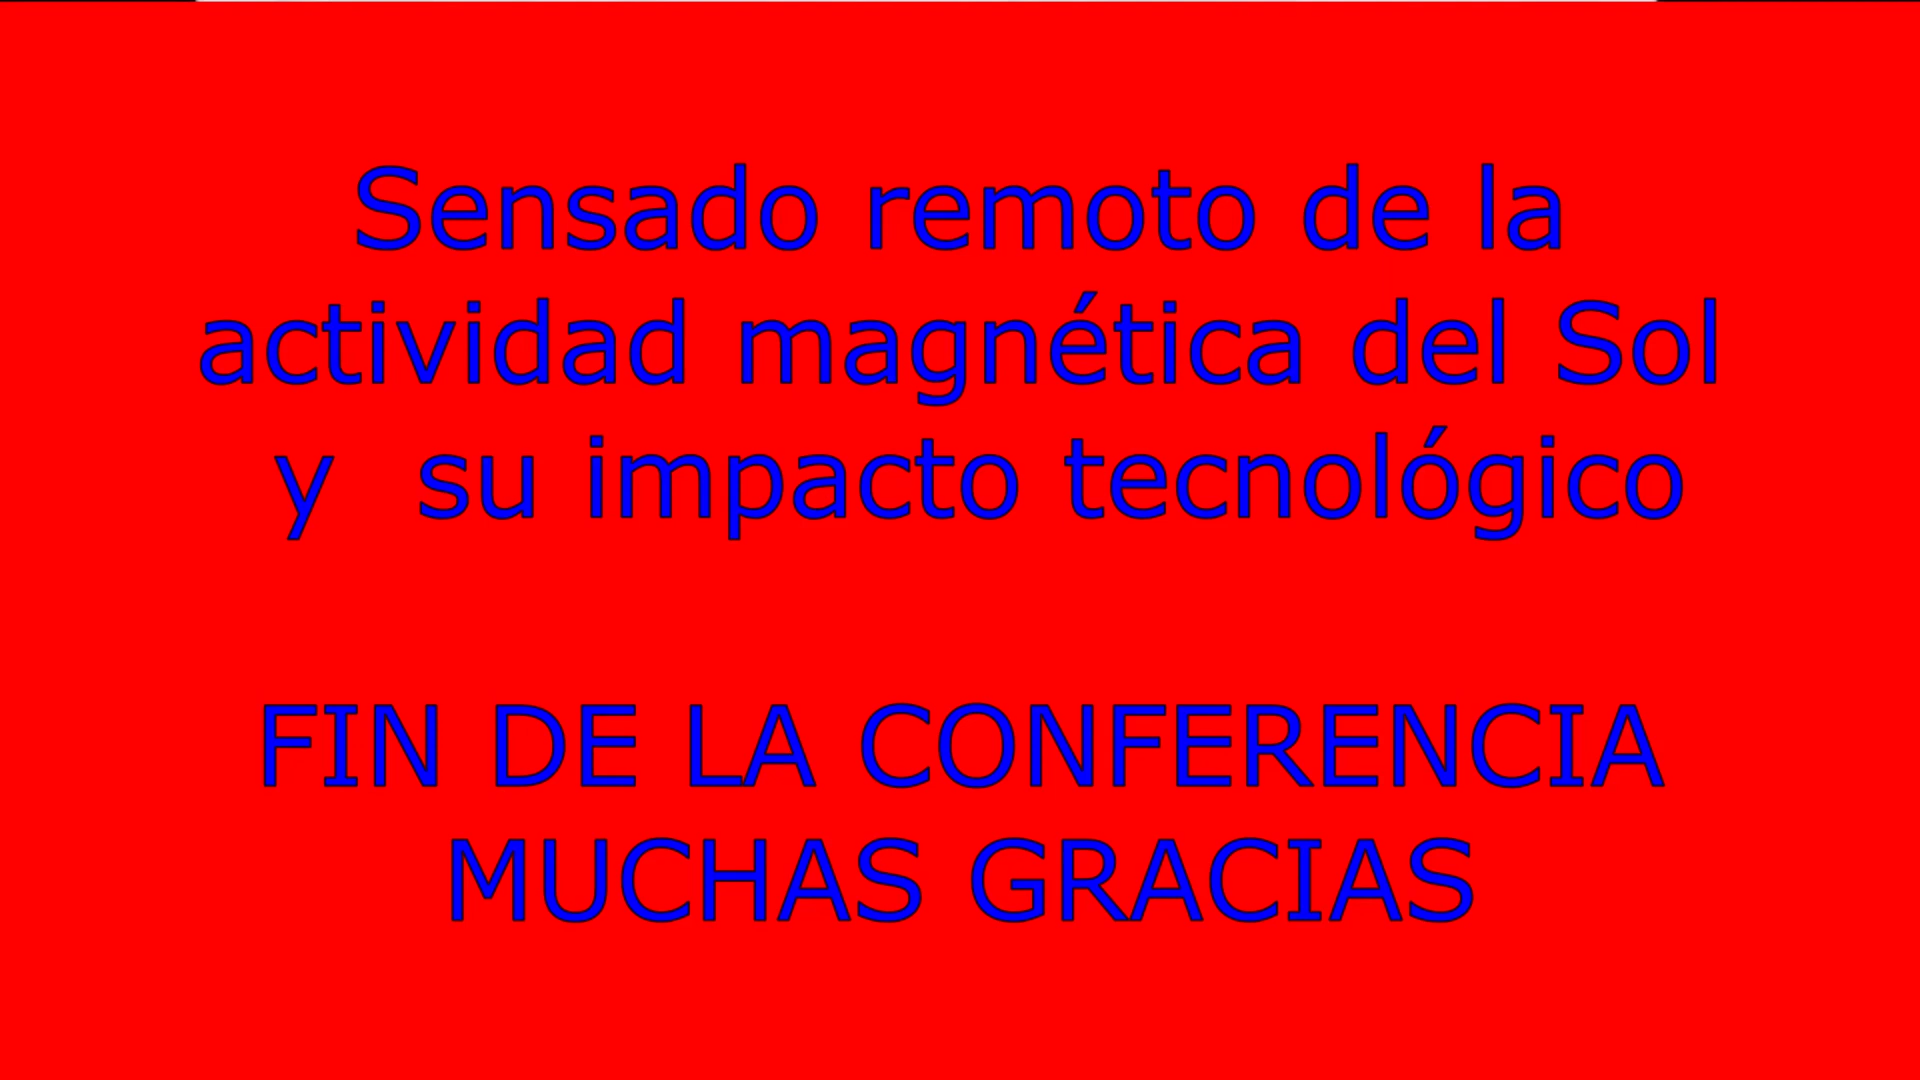 Sensado remoto de la
actividad magnética del Sol
y  su impacto tecnológico
FIN DE LA CONFERENCIA
MUCHAS GRACIAS